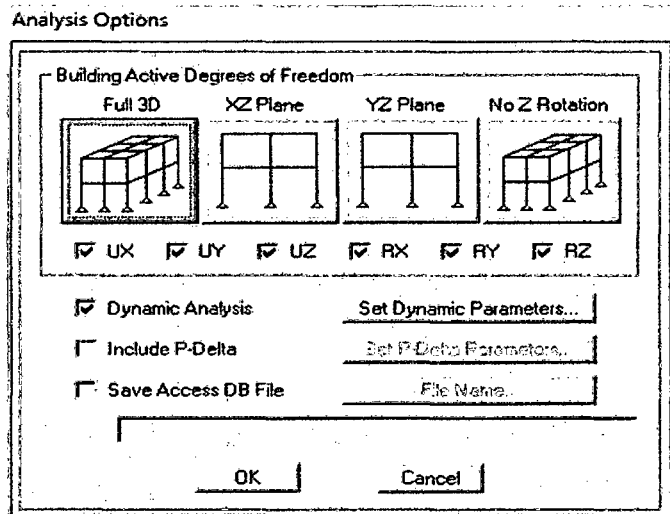 Analysis Options
Building Active Degrees of Freedom
Full 3D XZ Plane YZ Plane No Z Rotation
UX UY UZ RX RY RZ
Dynamic Analysis Set Dynamic Parameters...
Include P-Delta Set P-Delta Parameters...
Save Access DB File File Name...
OK Cancel